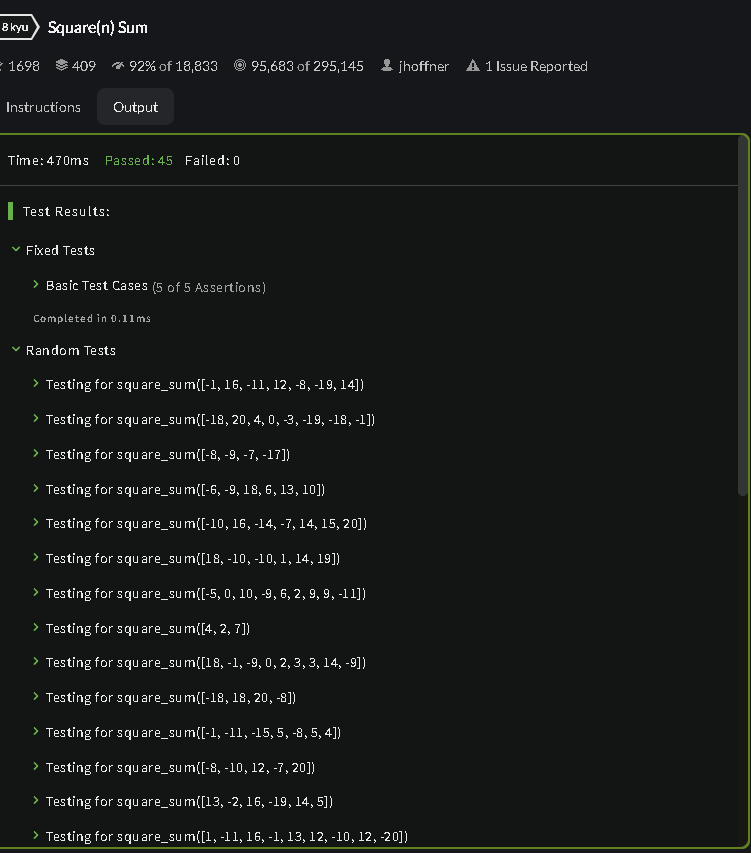 8 kyu Square(n) Sum
1698 409 92% of 18,833 95,683 of 295,145 jhoffner 1 Issue Reported
Instructions Output
Time: 470ms Passed: 45 Failed: 0
Test Results:
Fixed Tests
Basic Test Cases (5 of 5 Assertions)
Completed in 0.11ms
Random Tests
Testing for square_sum([-1, 16, -11, 12, -8, -19, 14])
Testing for square_sum([-18, 20, 4, 0, -3, -19, -18, -1])
Testing for square_sum([-8, -9, -7, -17])
Testing for square_sum([-6, -9, 18, 6, 13, 10])
Testing for square_sum([-10, 16, -14, -7, 14, 15, 20])
Testing for square_sum([18, -10, -10, 1, 14, 19])
Testing for square_sum([-5, 0, 10, -9, 6, 2, 9, 9, -11])
Testing for square_sum([4, 2, 7])
Testing for square_sum([18, -1, -9, 0, 2, 3, 3, 14, -9])
Testing for square_sum([-18, 18, 20, -8])
Testing for square_sum([-1, -11, -15, 5, -8, 5, 4])
Testing for square_sum([-8, -10, 12, -7, 20])
Testing for square_sum([13, -2, 16, -19, 14, 5])
Testing for square_sum([1, -11, 16, -1, 13, 12, -10, 12, -20])